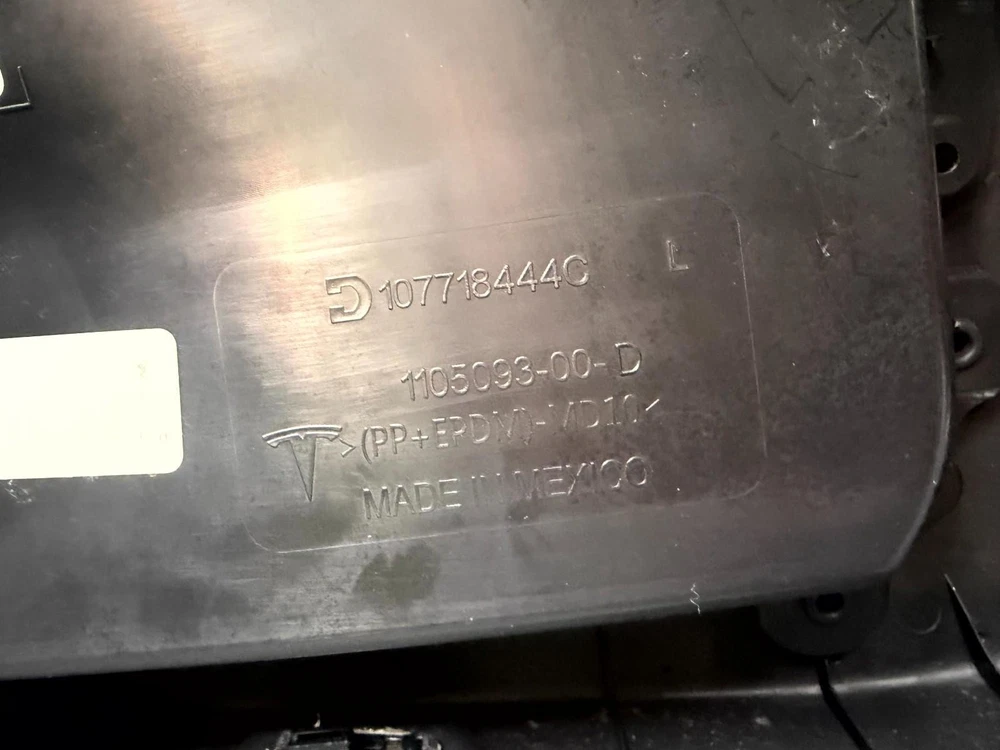 107718444C
L
1105093-00-D
>(PP+EPDM)-MD10<
MADE IN MEXICO